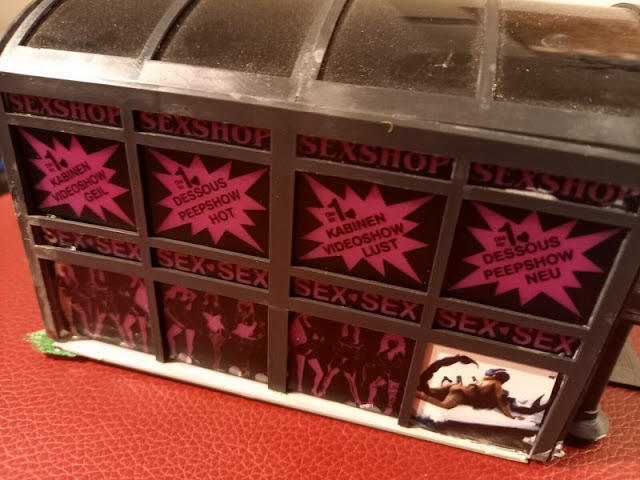 SEXSHOP
SEXSHOP
SEXSHOP
SEXSHOP
1
KABINEN
VIDEOSHOW
GEIL
1
DESSOUS
PEEPSHOW
HOT
1
KABINEN
VIDEOSHOW
LUST
1
DESSOUS
PEEPSHOW
NEU
SEX♥SEX
SEX♥SEX
SEX♥SEX
SEX♥SEX